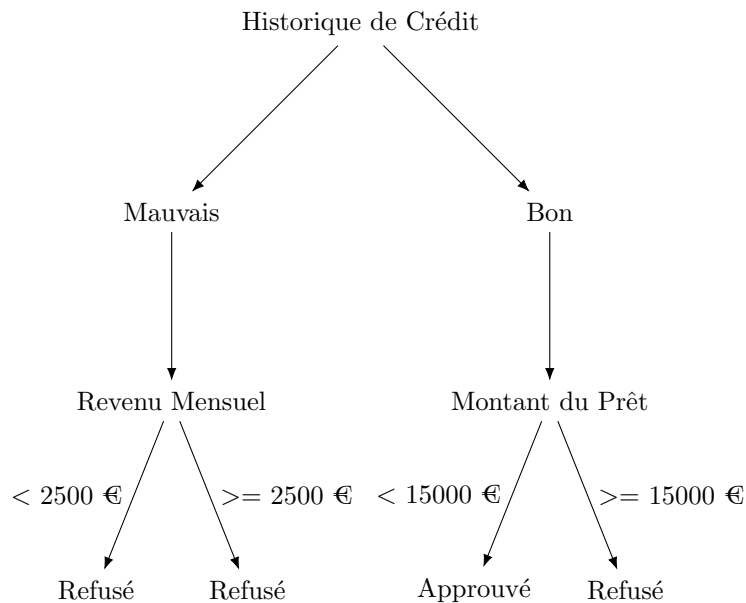 Historique de Crédit
Mauvais Bon
Revenu Mensuel Montant du Prêt
< 2500 € >= 2500 € < 15000 € >= 15000 €
Refusé Refusé Approuvé Refusé